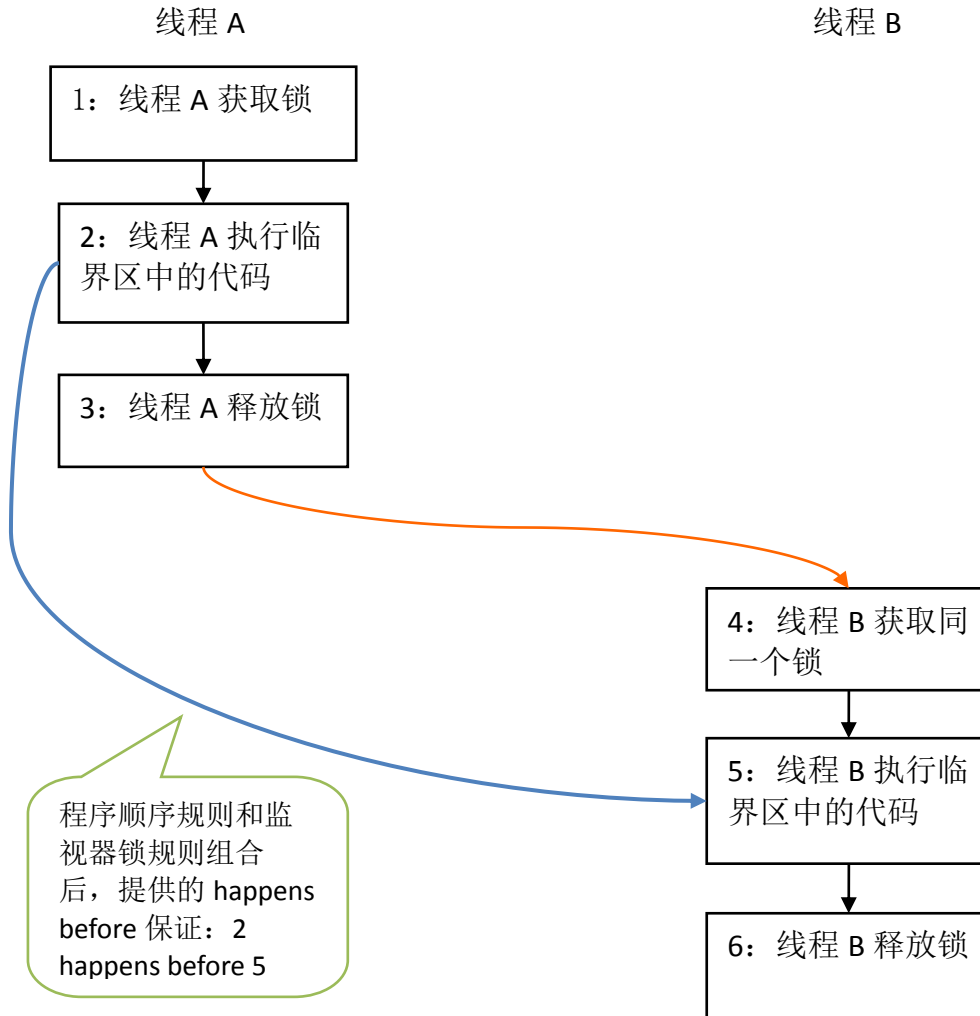 线程 A
线程 B
1：线程 A 获取锁
2：线程 A 执行临
界区中的代码
3：线程 A 释放锁
4：线程 B 获取同
一个锁
5：线程 B 执行临
界区中的代码
6：线程 B 释放锁
程序顺序规则和监
视器锁规则组合
后，提供的 happens
before 保证：2
happens before 5